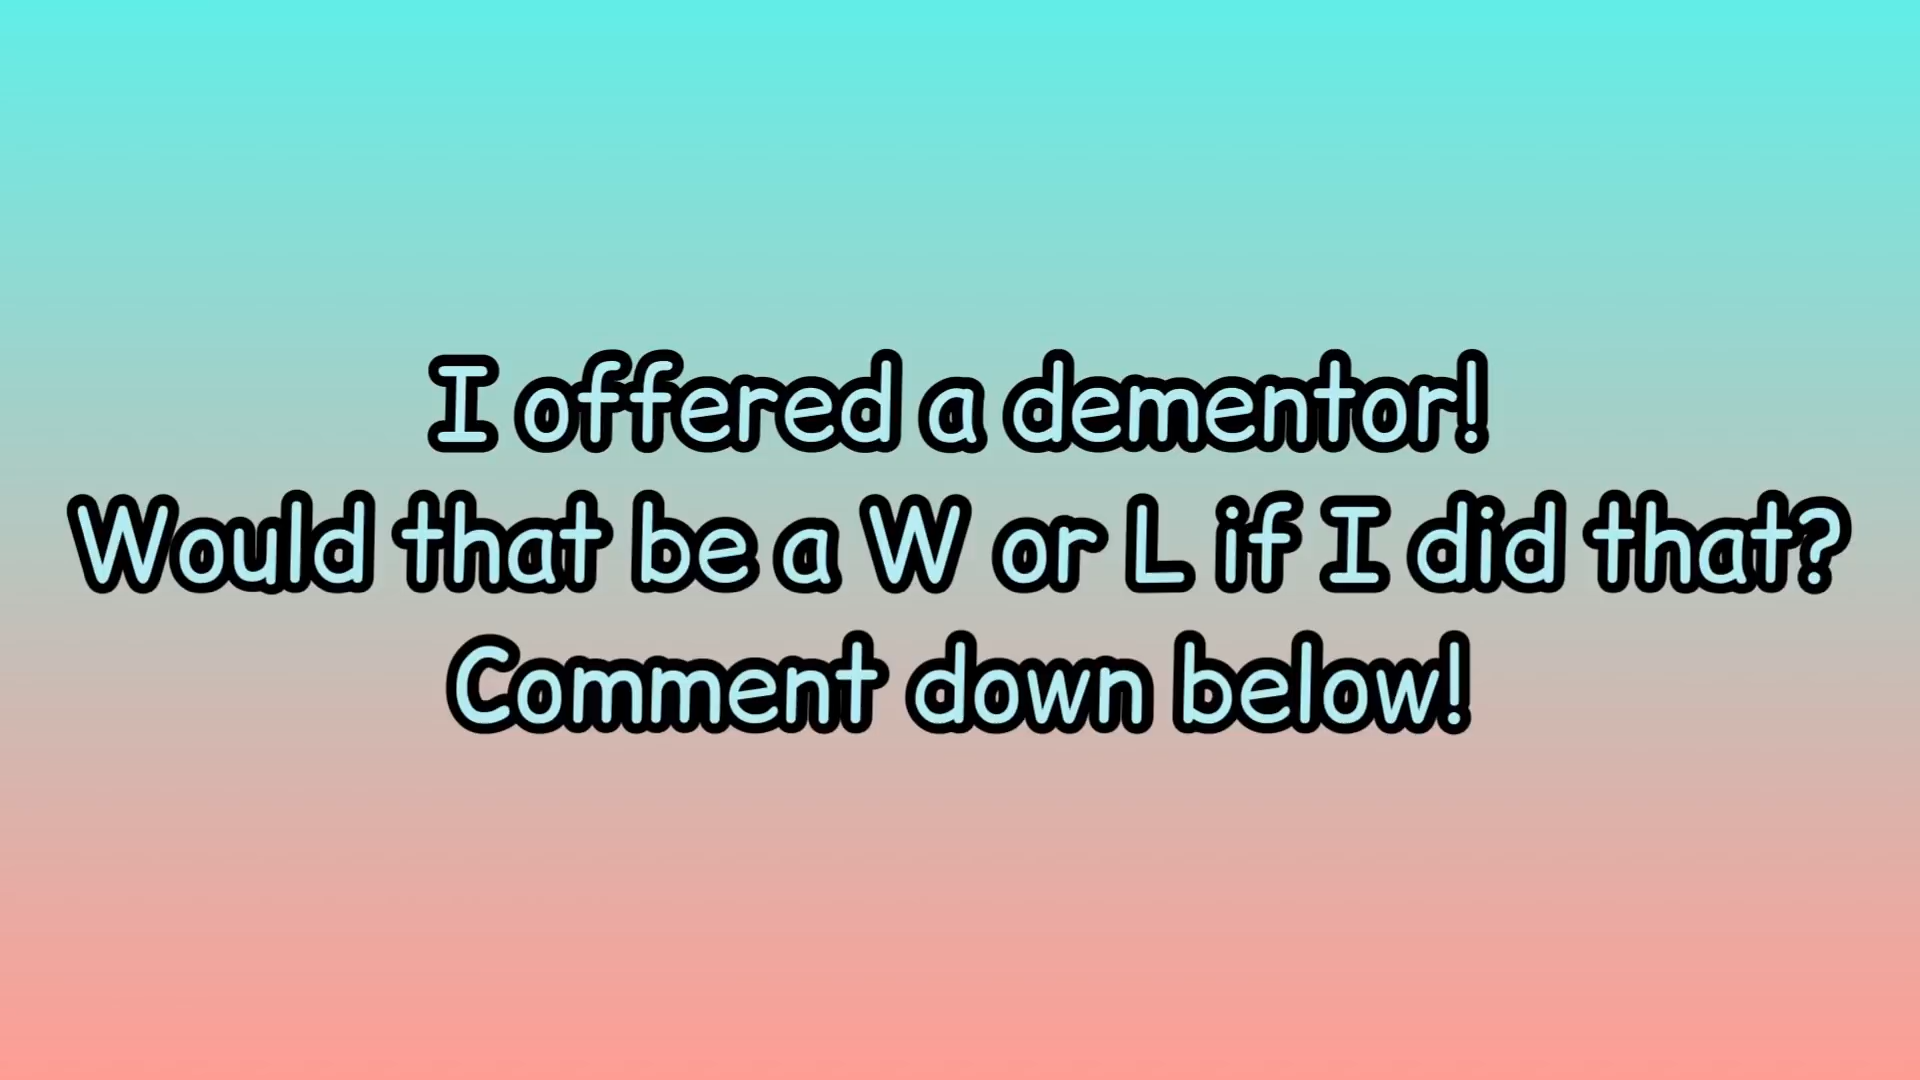 I offered a dementor!
Would that be a W or L if I did that?
Comment down below!